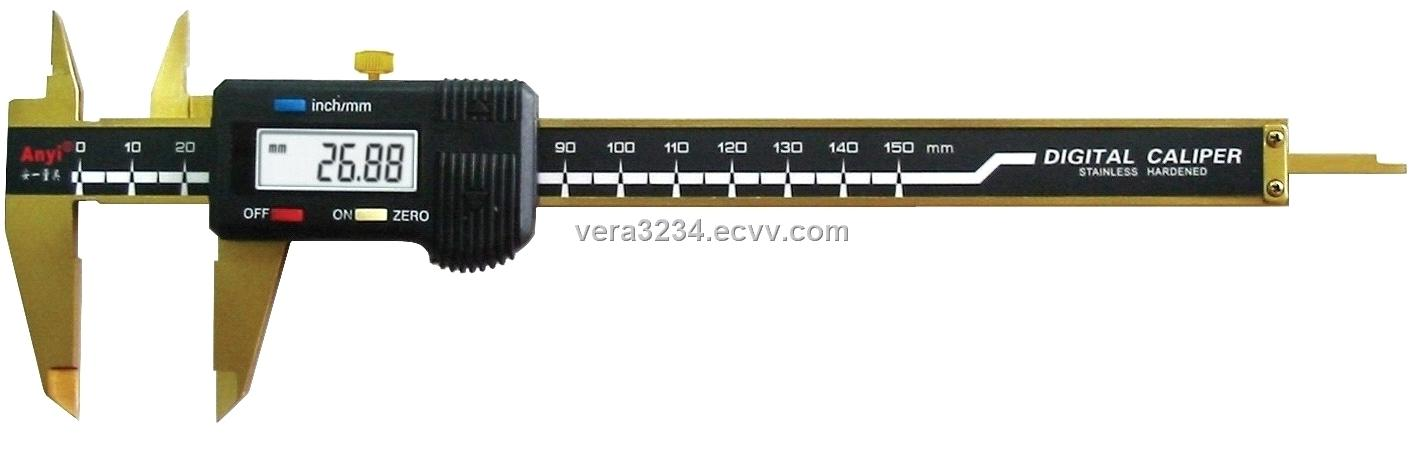 inch/mm
Anyi® 0 10 20
mm 26.88
90 100 110 120 130 140 150 mm
DIGITAL CALIPER
STAINLESS HARDENED
OFF ON ZERO
vera3234.ecvv.com